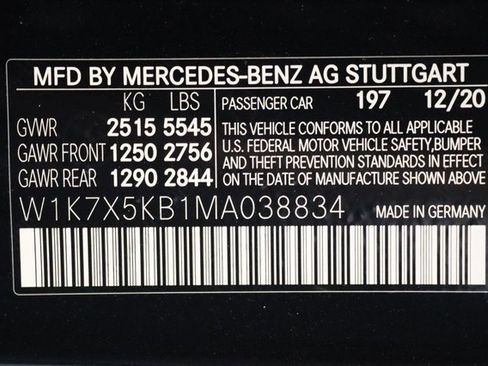 MFD BY MERCEDES-BENZ AG STUTTGART
KG LBS
GVWR 2515 5545
GAWR FRONT 1250 2756
GAWR REAR 1290 2844
PASSENGER CAR 197 12/20
THIS VEHICLE CONFORMS TO ALL APPLICABLE
U.S. FEDERAL MOTOR VEHICLE SAFETY,BUMPER
AND THEFT PREVENTION STANDARDS IN EFFECT
ON THE DATE OF MANUFACTURE SHOWN ABOVE
W1K7X5KB1MA038834 MADE IN GERMANY